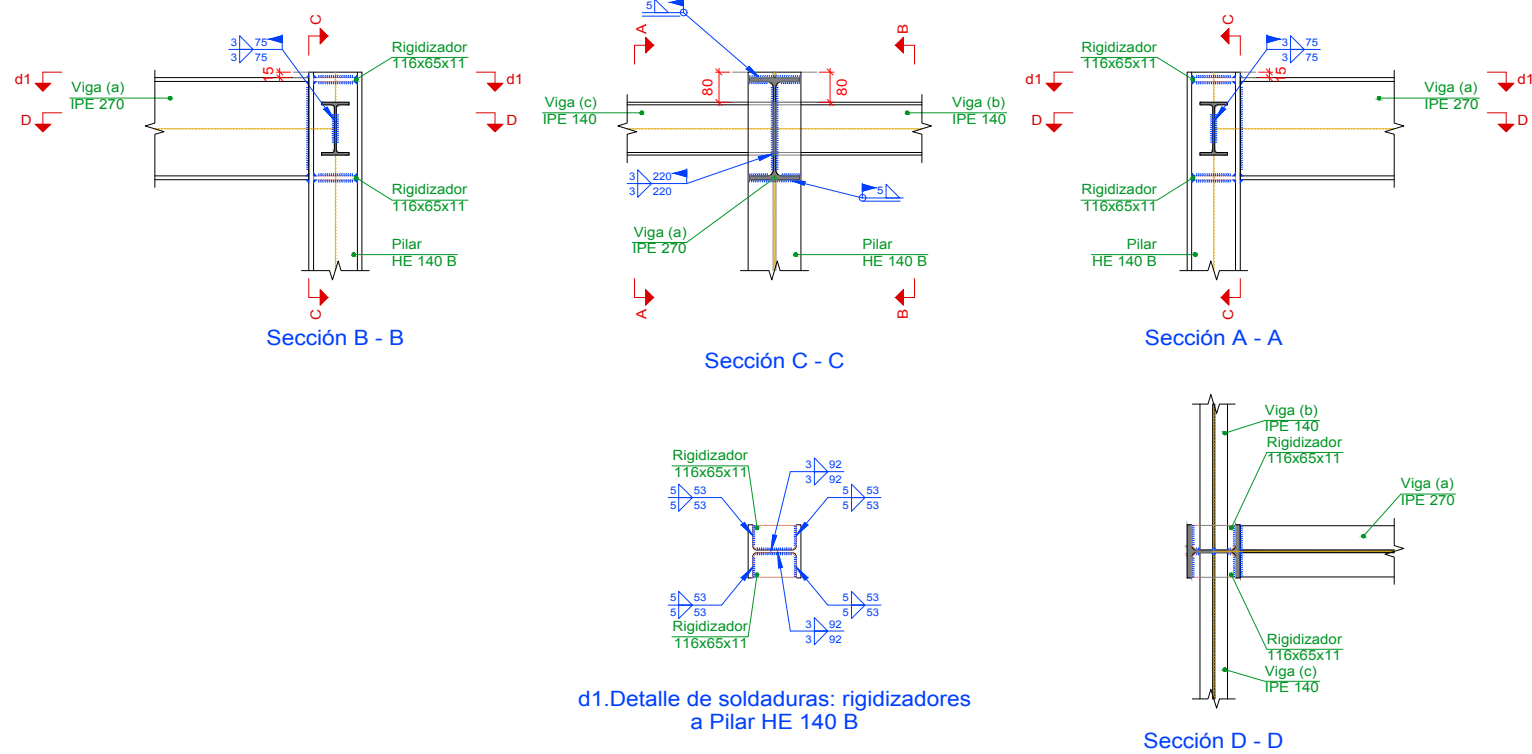 C
3 75
3 75
15
Rigidizador
116x65x11
d1
d1
Viga (a)
IPE 270
D
D
Rigidizador
116x65x11
Pilar
HE 140 B
C
Sección B - B
5
A
B
80
80
Viga (c)
IPE 140
Viga (b)
IPE 140
3 220
3 220
5
Viga (a)
IPE 270
Pilar
HE 140 B
A
B
Sección C - C
C
3 75
3 75
15
Rigidizador
116x65x11
d1
d1
Viga (a)
IPE 270
D
D
Rigidizador
116x65x11
Pilar
HE 140 B
C
Sección A - A
Rigidizador
116x65x11
3 92
3 92
5 53
5 53
5 53
5 53
5 53
5 53
5 53
5 53
Rigidizador
116x65x11
3 92
3 92
d1.Detalle de soldaduras: rigidizadores
a Pilar HE 140 B
Viga (b)
IPE 140
Rigidizador
116x65x11
Viga (a)
IPE 270
Rigidizador
116x65x11
Viga (c)
IPE 140
Sección D - D